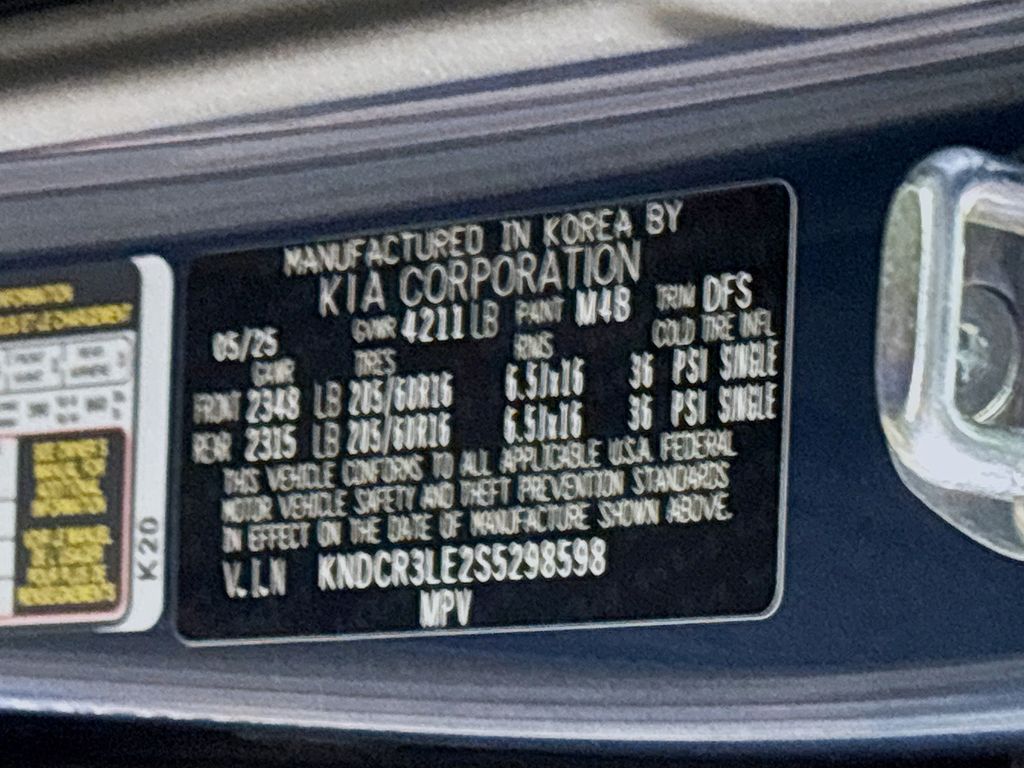 MANUFACTURED IN KOREA BY
KIA CORPORATION
05/25 GVWR 4211 LB PAINT M4B TRIM DFS
GAWR TIRES RIMS COLD TIRE INFL
FRONT 2348 LB 205/60R16 6.5Jx16 36 PSI SINGLE
REAR 2315 LB 205/60R16 6.5Jx16 36 PSI SINGLE
THIS VEHICLE CONFORMS TO ALL APPLICABLE U.S.A. FEDERAL
MOTOR VEHICLE SAFETY AND THEFT PREVENTION STANDARDS
IN EFFECT ON THE DATE OF MANUFACTURE SHOWN ABOVE.
V.I.N KNDCR3LE2S5298598
MPV
K20